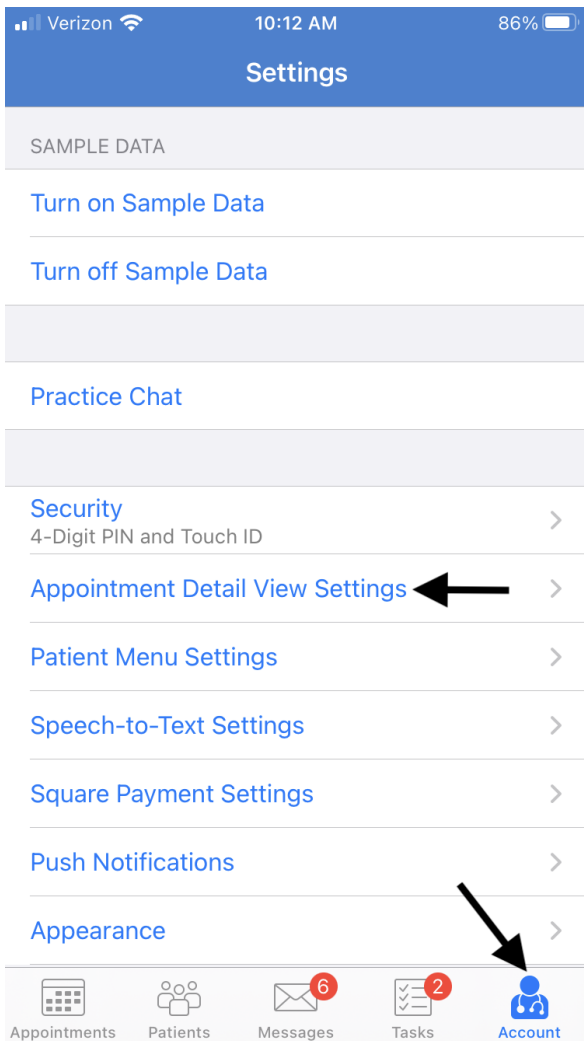 Verizon 10:12 AM 86%
Settings
SAMPLE DATA
Turn on Sample Data
Turn off Sample Data
Practice Chat
Security
4-Digit PIN and Touch ID
Appointment Detail View Settings
Patient Menu Settings
Speech-to-Text Settings
Square Payment Settings
Push Notifications
Appearance
6 2
Appointments Patients Messages Tasks Account